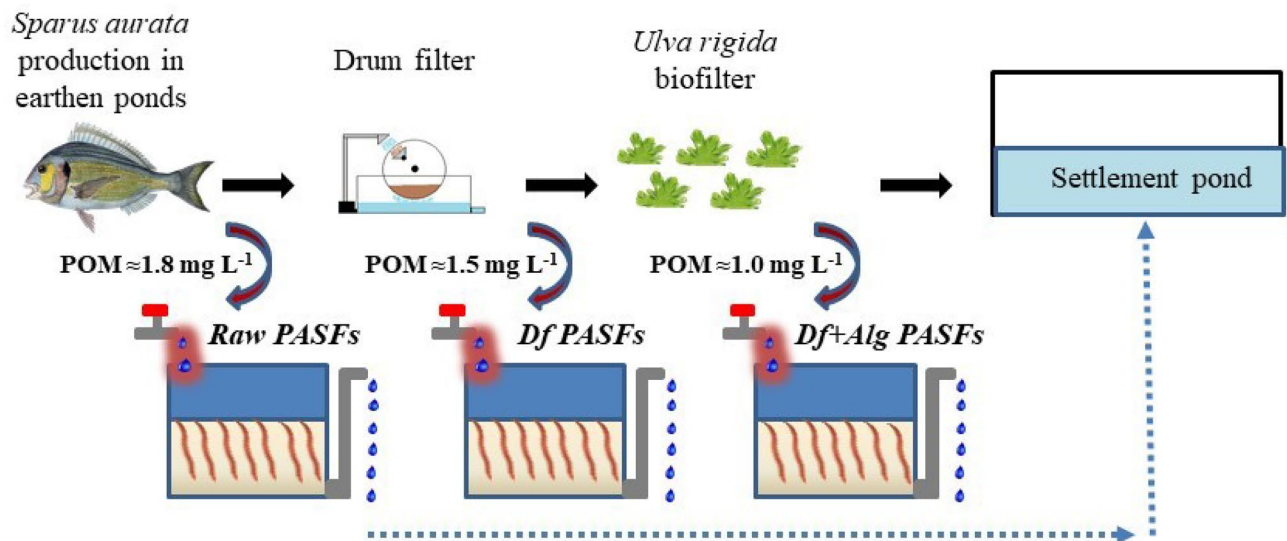 Sparus aurata
production in
earthen ponds
Drum filter
Ulva rigida
biofilter
Settlement pond
POM ≈1.8 mg L⁻¹
POM ≈1.5 mg L⁻¹
POM ≈1.0 mg L⁻¹
Raw PASFs
Df PASFs
Df+Alg PASFs